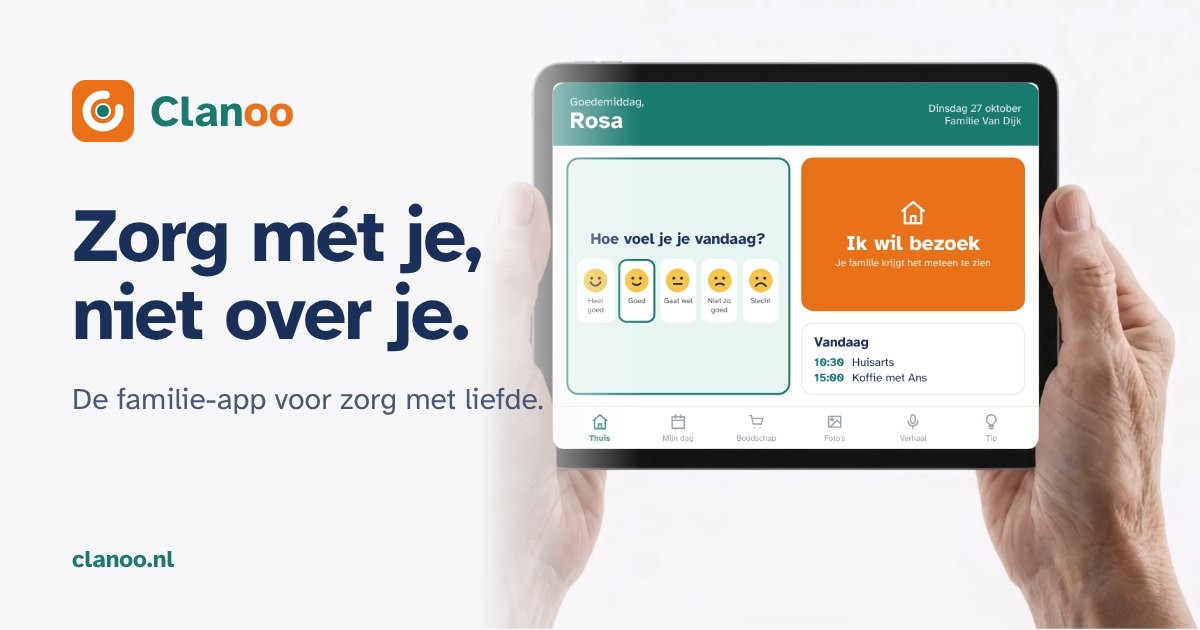 Clanoo
Zorg mét je,
niet over je.
De familie-app voor zorg met liefde.
clanoo.nl
Goedemiddag,
Rosa
Dinsdag 27 oktober
Familie Van Dijk
Hoe voel je je vandaag?
Heel
goed
Goed
Gaat wel
Niet zo
goed
Slecht
Ik wil bezoek
Je familie krijgt het meteen te zien
Vandaag
10:30 Huisarts
15:00 Koffie met Ans
Thuis
Mijn dag
Boodschap
Foto's
Verhaal
Tip